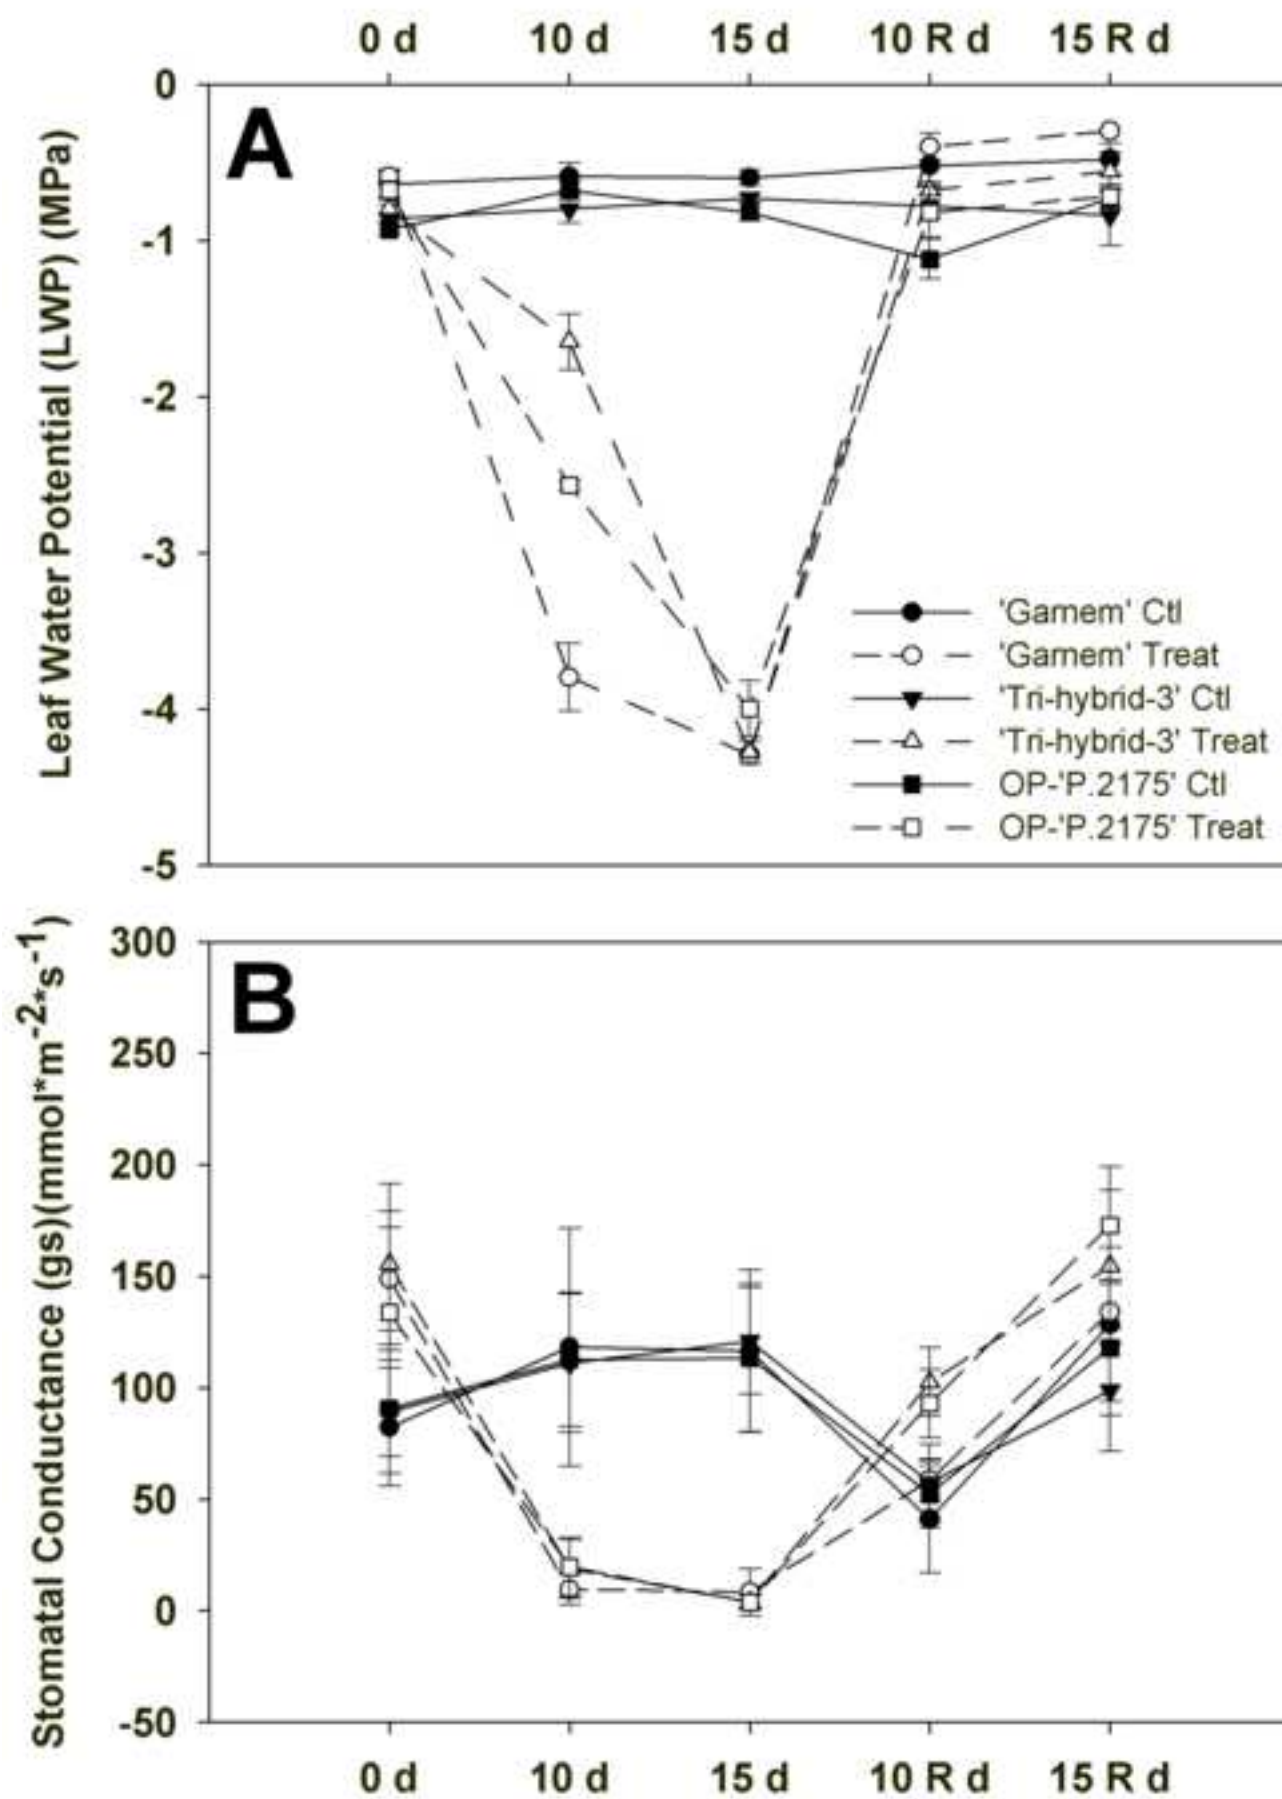 0 d 10 d 15 d 10 R d 15 R d
A
Leaf Water Potential (LWP) (MPa)
0
-1
-2
-3
-4
-5
'Garnem' Ctl
'Garnem' Treat
'Tri-hybrid-3' Ctl
'Tri-hybrid-3' Treat
OP-'P.2175' Ctl
OP-'P.2175' Treat
B
Stomatal Conductance (gs)(mmol*m-2*s-1)
300
250
200
150
100
50
0
-50
0 d 10 d 15 d 10 R d 15 R d